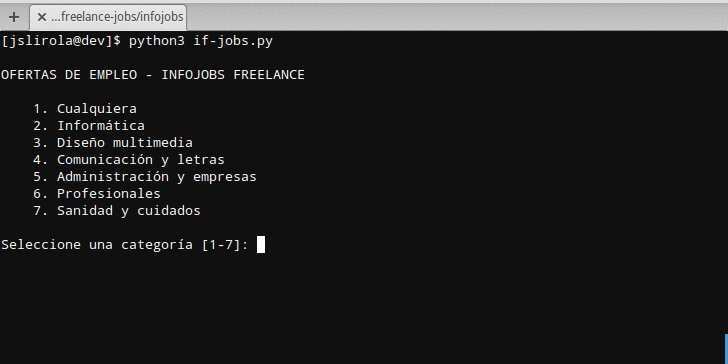 ...freelance-jobs/infojobs
[jslirola@dev]$ python3 if-jobs.py
OFERTAS DE EMPLEO - INFOJOBS FREELANCE
1. Cualquiera
2. Informática
3. Diseño multimedia
4. Comunicación y letras
5. Administración y empresas
6. Profesionales
7. Sanidad y cuidados
Seleccione una categoría [1-7]: